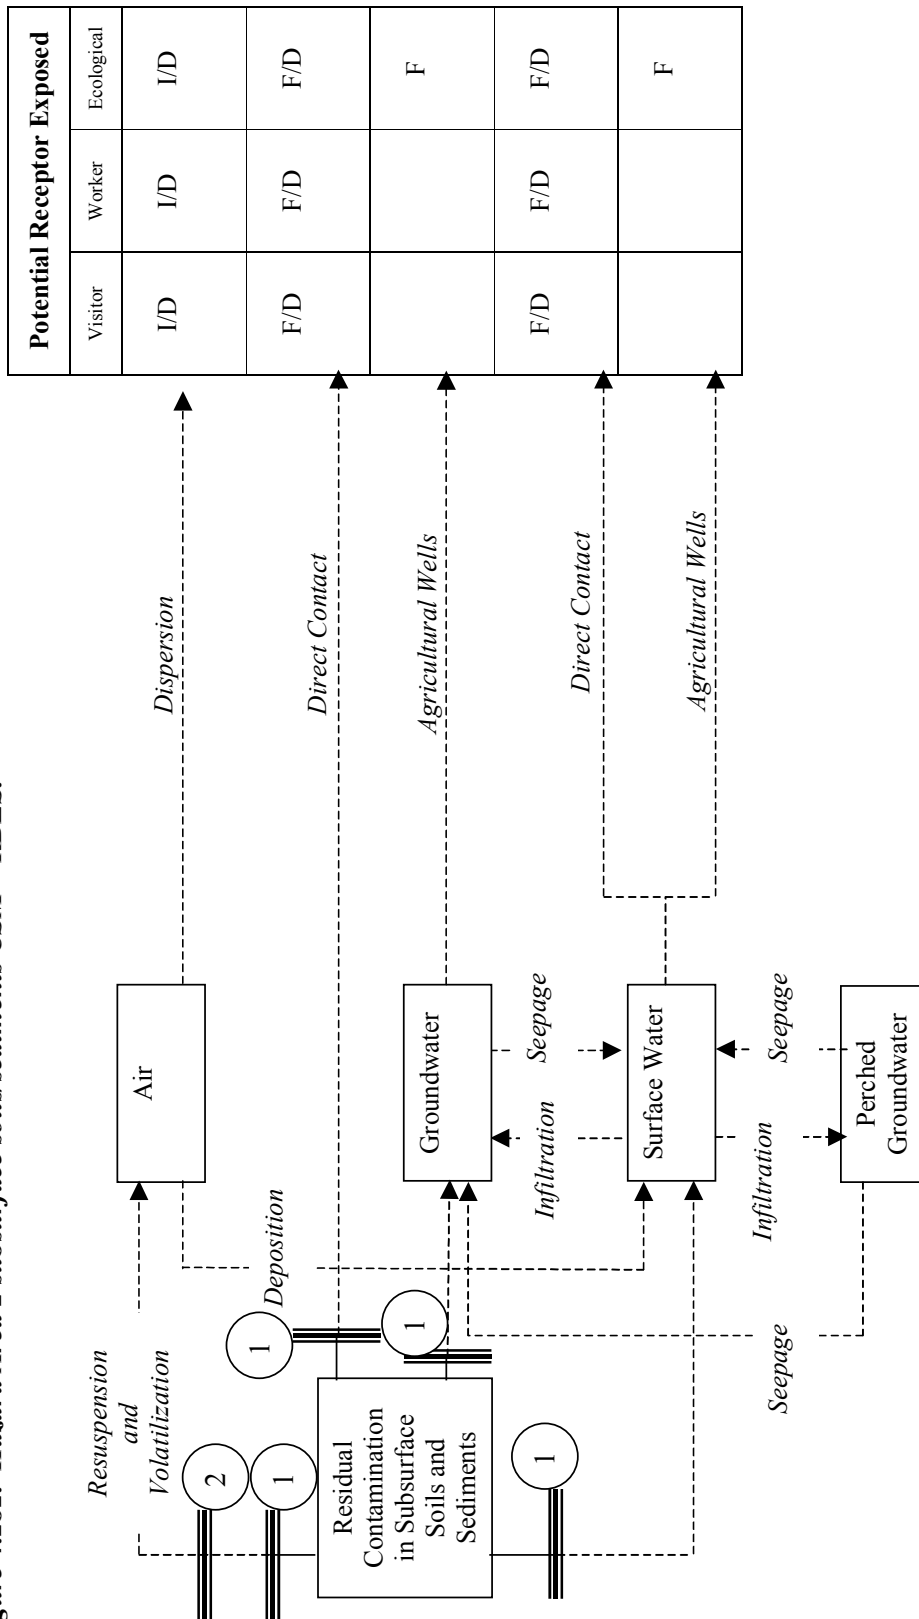 Potential Receptor Exposed
Visitor Worker Ecological
Resuspension
and
Volatilization
Air
Dispersion
I/D I/D I/D
2
1
1
Deposition
Direct Contact
F/D F/D F/D
Residual
Contamination
in Subsurface
Soils and
Sediments
1
Groundwater
Agricultural Wells
F
Infiltration
Seepage
1
Direct Contact
F/D F/D F/D
Surface Water
Agricultural Wells
F
Seepage
Infiltration
Seepage
Perched
Groundwater